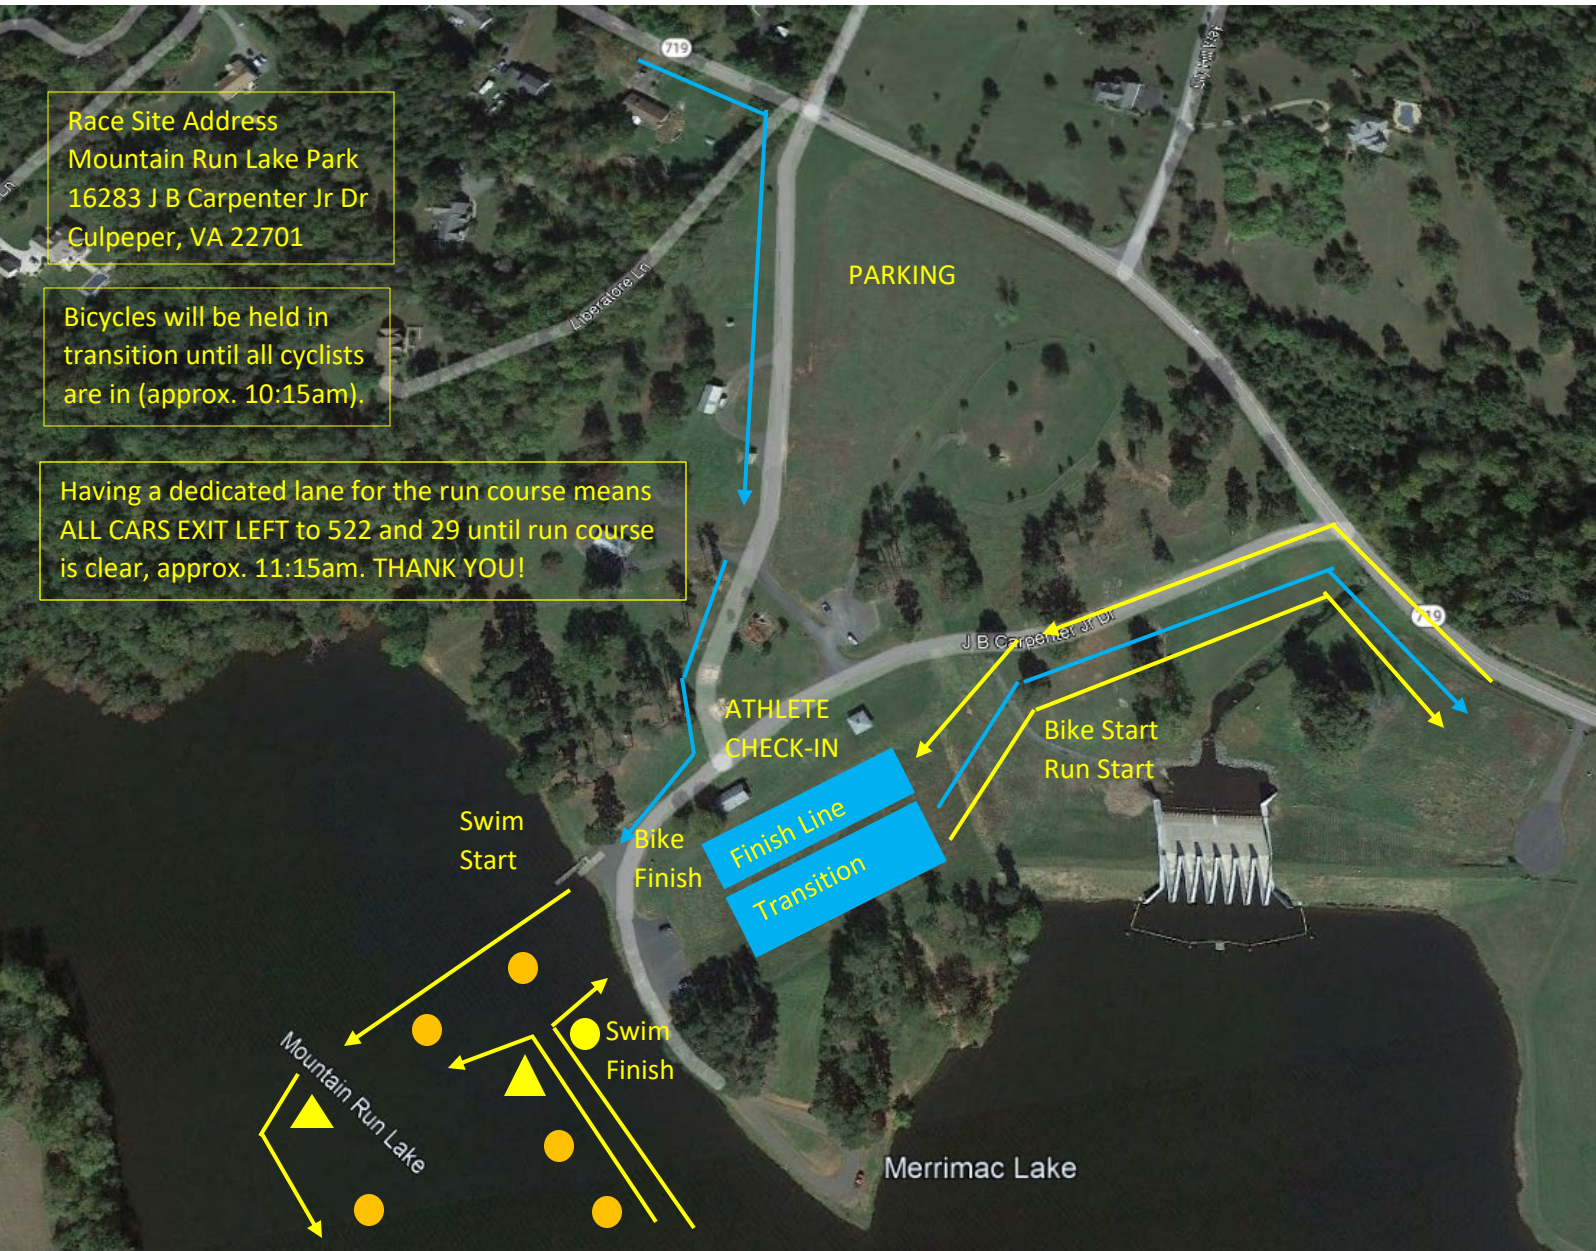 719
Race Site Address
Mountain Run Lake Park
16283 J B Carpenter Jr Dr
Culpeper, VA 22701
Ln
Bicycles will be held in
transition until all cyclists
are in (approx. 10:15am).
Liberatore Ln
PARKING
Having a dedicated lane for the run course means
ALL CARS EXIT LEFT to 522 and 29 until run course
is clear, approx. 11:15am. THANK YOU!
719
J B Carpenter Jr Dr
ATHLETE
CHECK-IN
Bike Start
Run Start
Swim
Start
Bike
Finish
Finish Line
Transition
Swim
Finish
Mountain Run Lake
Merrimac Lake